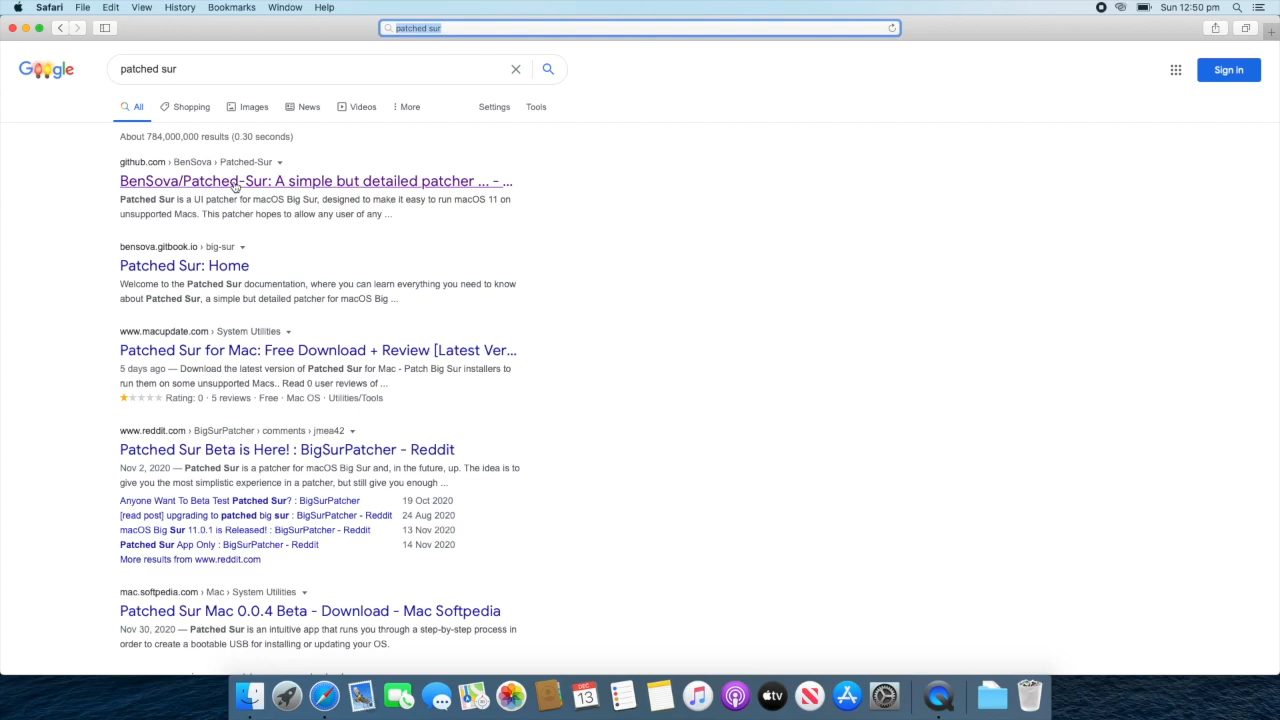 Safari File Edit View History Bookmarks Window Help Sun 12:50 pm
patched sur
Google patched sur Sign in
All Shopping Images News Videos More Settings Tools
About 784,000,000 results (0.30 seconds)
github.com › BenSova › Patched-Sur
BenSova/Patched-Sur: A simple but detailed patcher ... - ...
Patched Sur is a UI patcher for macOS Big Sur, designed to make it easy to run macOS 11 on
unsupported Macs. This patcher hopes to allow any user of any ...
bensova.gitbook.io › big-sur
Patched Sur: Home
Welcome to the Patched Sur documentation, where you can learn everything you need to know
about Patched Sur, a simple but detailed patcher for macOS Big ...
www.macupdate.com › System Utilities
Patched Sur for Mac: Free Download + Review [Latest Ver...
5 days ago — Download the latest version of Patched Sur for Mac - Patch Big Sur installers to
run them on some unsupported Macs.. Read 0 user reviews of ...
Rating: 0 · 5 reviews · Free · Mac OS · Utilities/Tools
www.reddit.com › BigSurPatcher › comments › jmea42
Patched Sur Beta is Here! : BigSurPatcher - Reddit
Nov 2, 2020 — Patched Sur is a patcher for macOS Big Sur and, in the future, up. The idea is to
give you the most simplistic experience in a patcher, but still give you enough ...
Anyone Want To Beta Test Patched Sur? : BigSurPatcher 19 Oct 2020
[read post] upgrading to patched big sur : BigSurPatcher - Reddit 24 Aug 2020
macOS Big Sur 11.0.1 is Released! : BigSurPatcher - Reddit 13 Nov 2020
Patched Sur App Only : BigSurPatcher - Reddit 14 Nov 2020
More results from www.reddit.com
mac.softpedia.com › Mac › System Utilities
Patched Sur Mac 0.0.4 Beta - Download - Mac Softpedia
Nov 30, 2020 — Patched Sur is an intuitive app that runs you through a step-by-step process in
order to create a bootable USB for installing or updating your OS.
DEC
13
tv